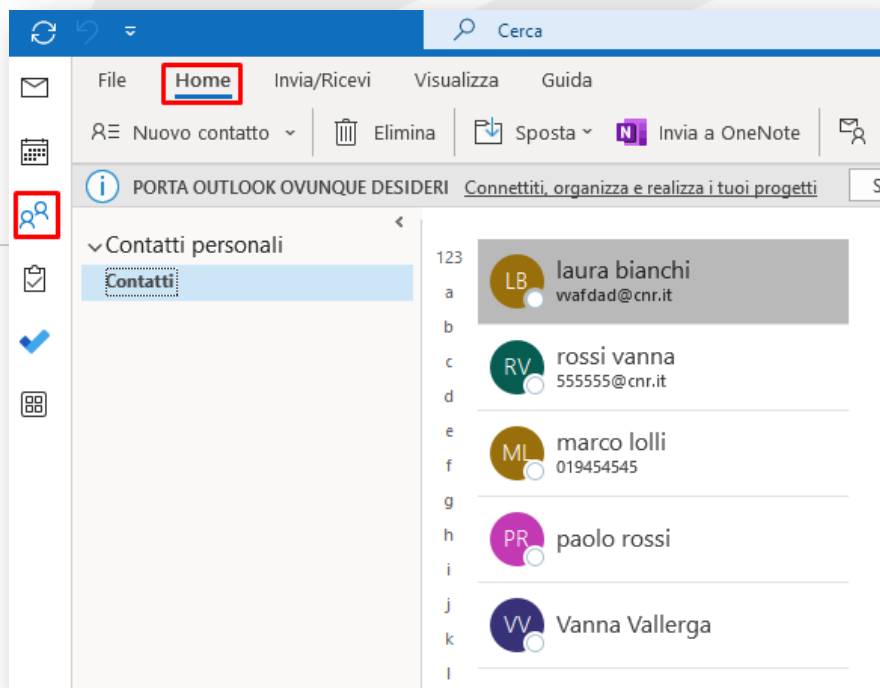 Cerca
File Home Invia/Ricevi Visualizza Guida
Nuovo contatto Elimina Sposta N Invia a OneNote
i PORTA OUTLOOK OVUNQUE DESIDERI Connettiti, organizza e realizza i tuoi progetti S
Contatti personali
Contatti
123
a
b
c
d
e
f
g
h
i
j
k
l
LB laura bianchi
vvafdad@cnr.it
RV rossi vanna
555555@cnr.it
ML marco lolli
019454545
PR paolo rossi
VV Vanna Vallerga